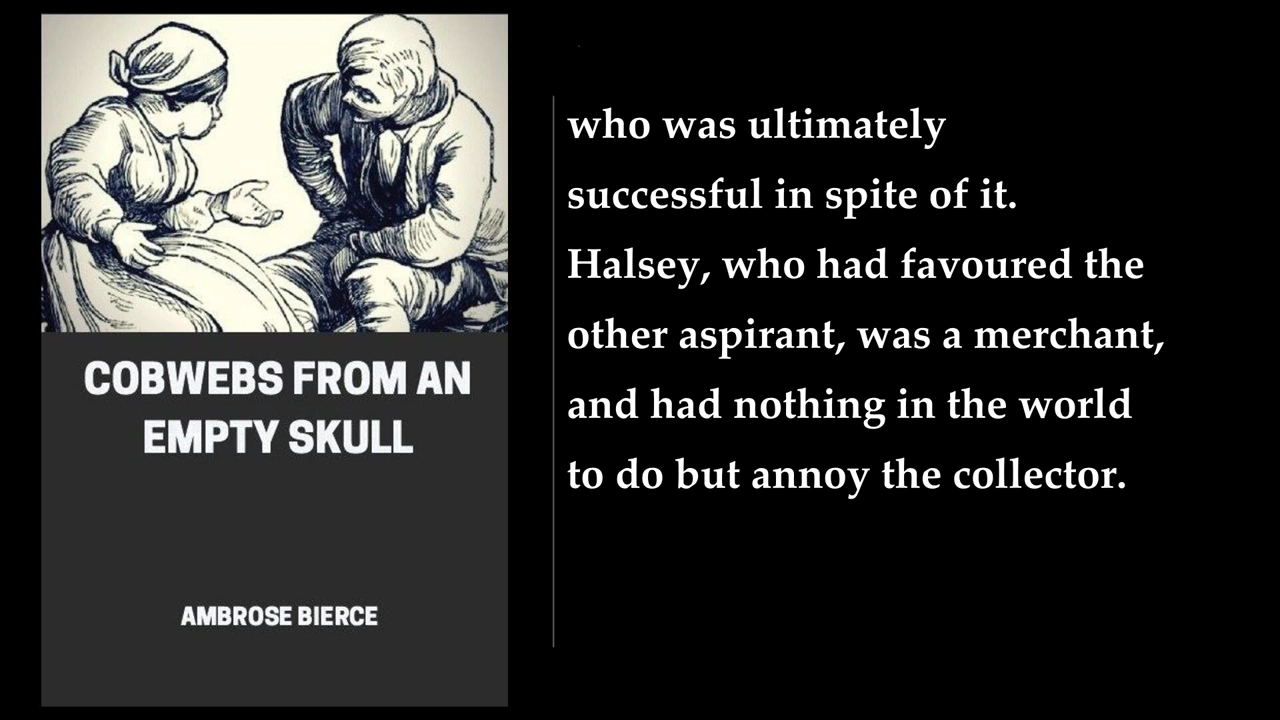 COBWEBS FROM AN
EMPTY SKULL
AMBROSE BIERCE
who was ultimately
successful in spite of it.
Halsey, who had favoured the
other aspirant, was a merchant,
and had nothing in the world
to do but annoy the collector.